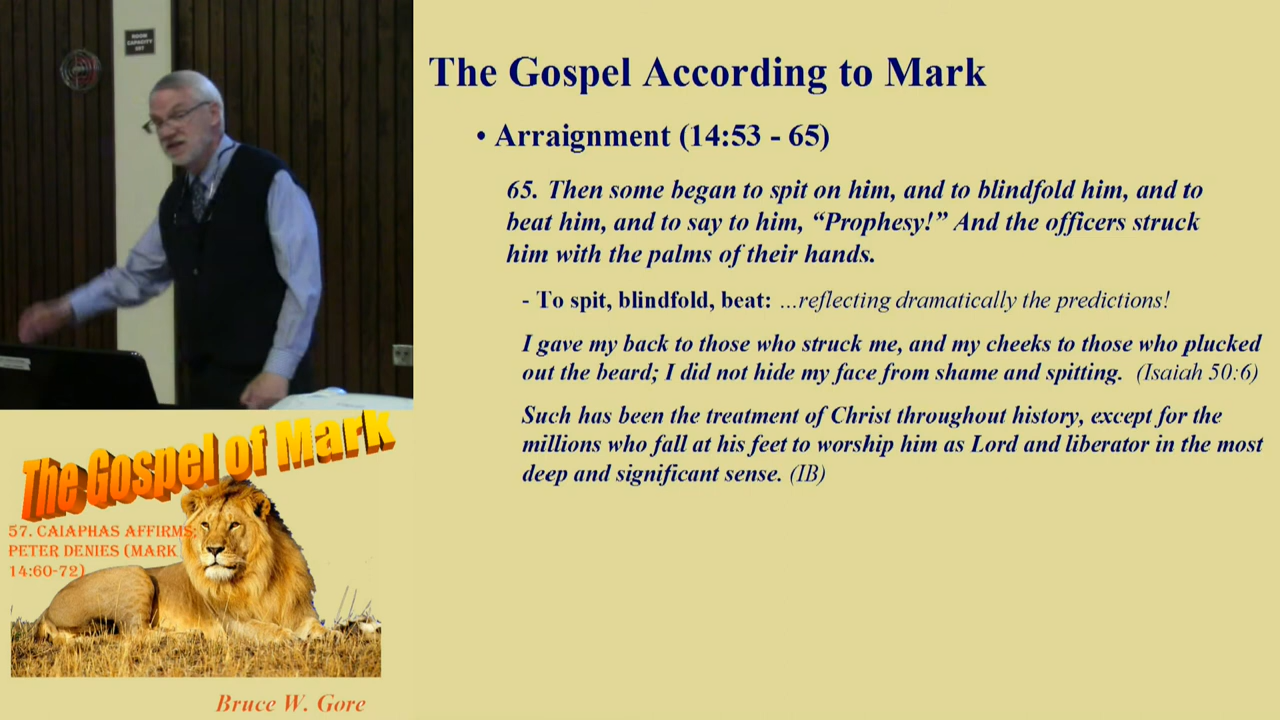 ROOM
CAPACITY
The Gospel According to Mark
• Arraignment (14:53 - 65)
65. Then some began to spit on him, and to blindfold him, and to
beat him, and to say to him, “Prophesy!” And the officers struck
him with the palms of their hands.
- To spit, blindfold, beat: …reflecting dramatically the predictions!
I gave my back to those who struck me, and my cheeks to those who plucked
out the beard; I did not hide my face from shame and spitting. (Isaiah 50:6)
Such has been the treatment of Christ throughout history, except for the
millions who fall at his feet to worship him as Lord and liberator in the most
deep and significant sense. (IB)
The Gospel of Mark
57. CAIAPHAS AFFIRMS;
PETER DENIES (MARK
14:60-72)
Bruce W. Gore